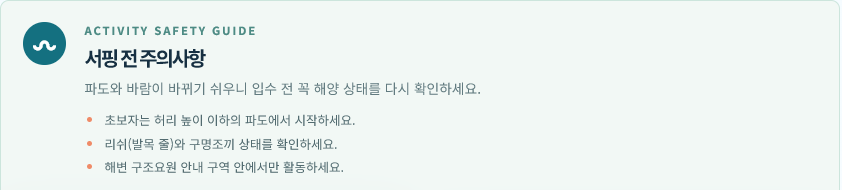 ACTIVITY SAFETY GUIDE
서핑 전 주의사항
파도와 바람이 바뀌기 쉬우니 입수 전 꼭 해양 상태를 다시 확인하세요.
초보자는 허리 높이 이하의 파도에서 시작하세요.
리쉬(발목 줄)와 구명조끼 상태를 확인하세요.
해변 구조요원 안내 구역 안에서만 활동하세요.